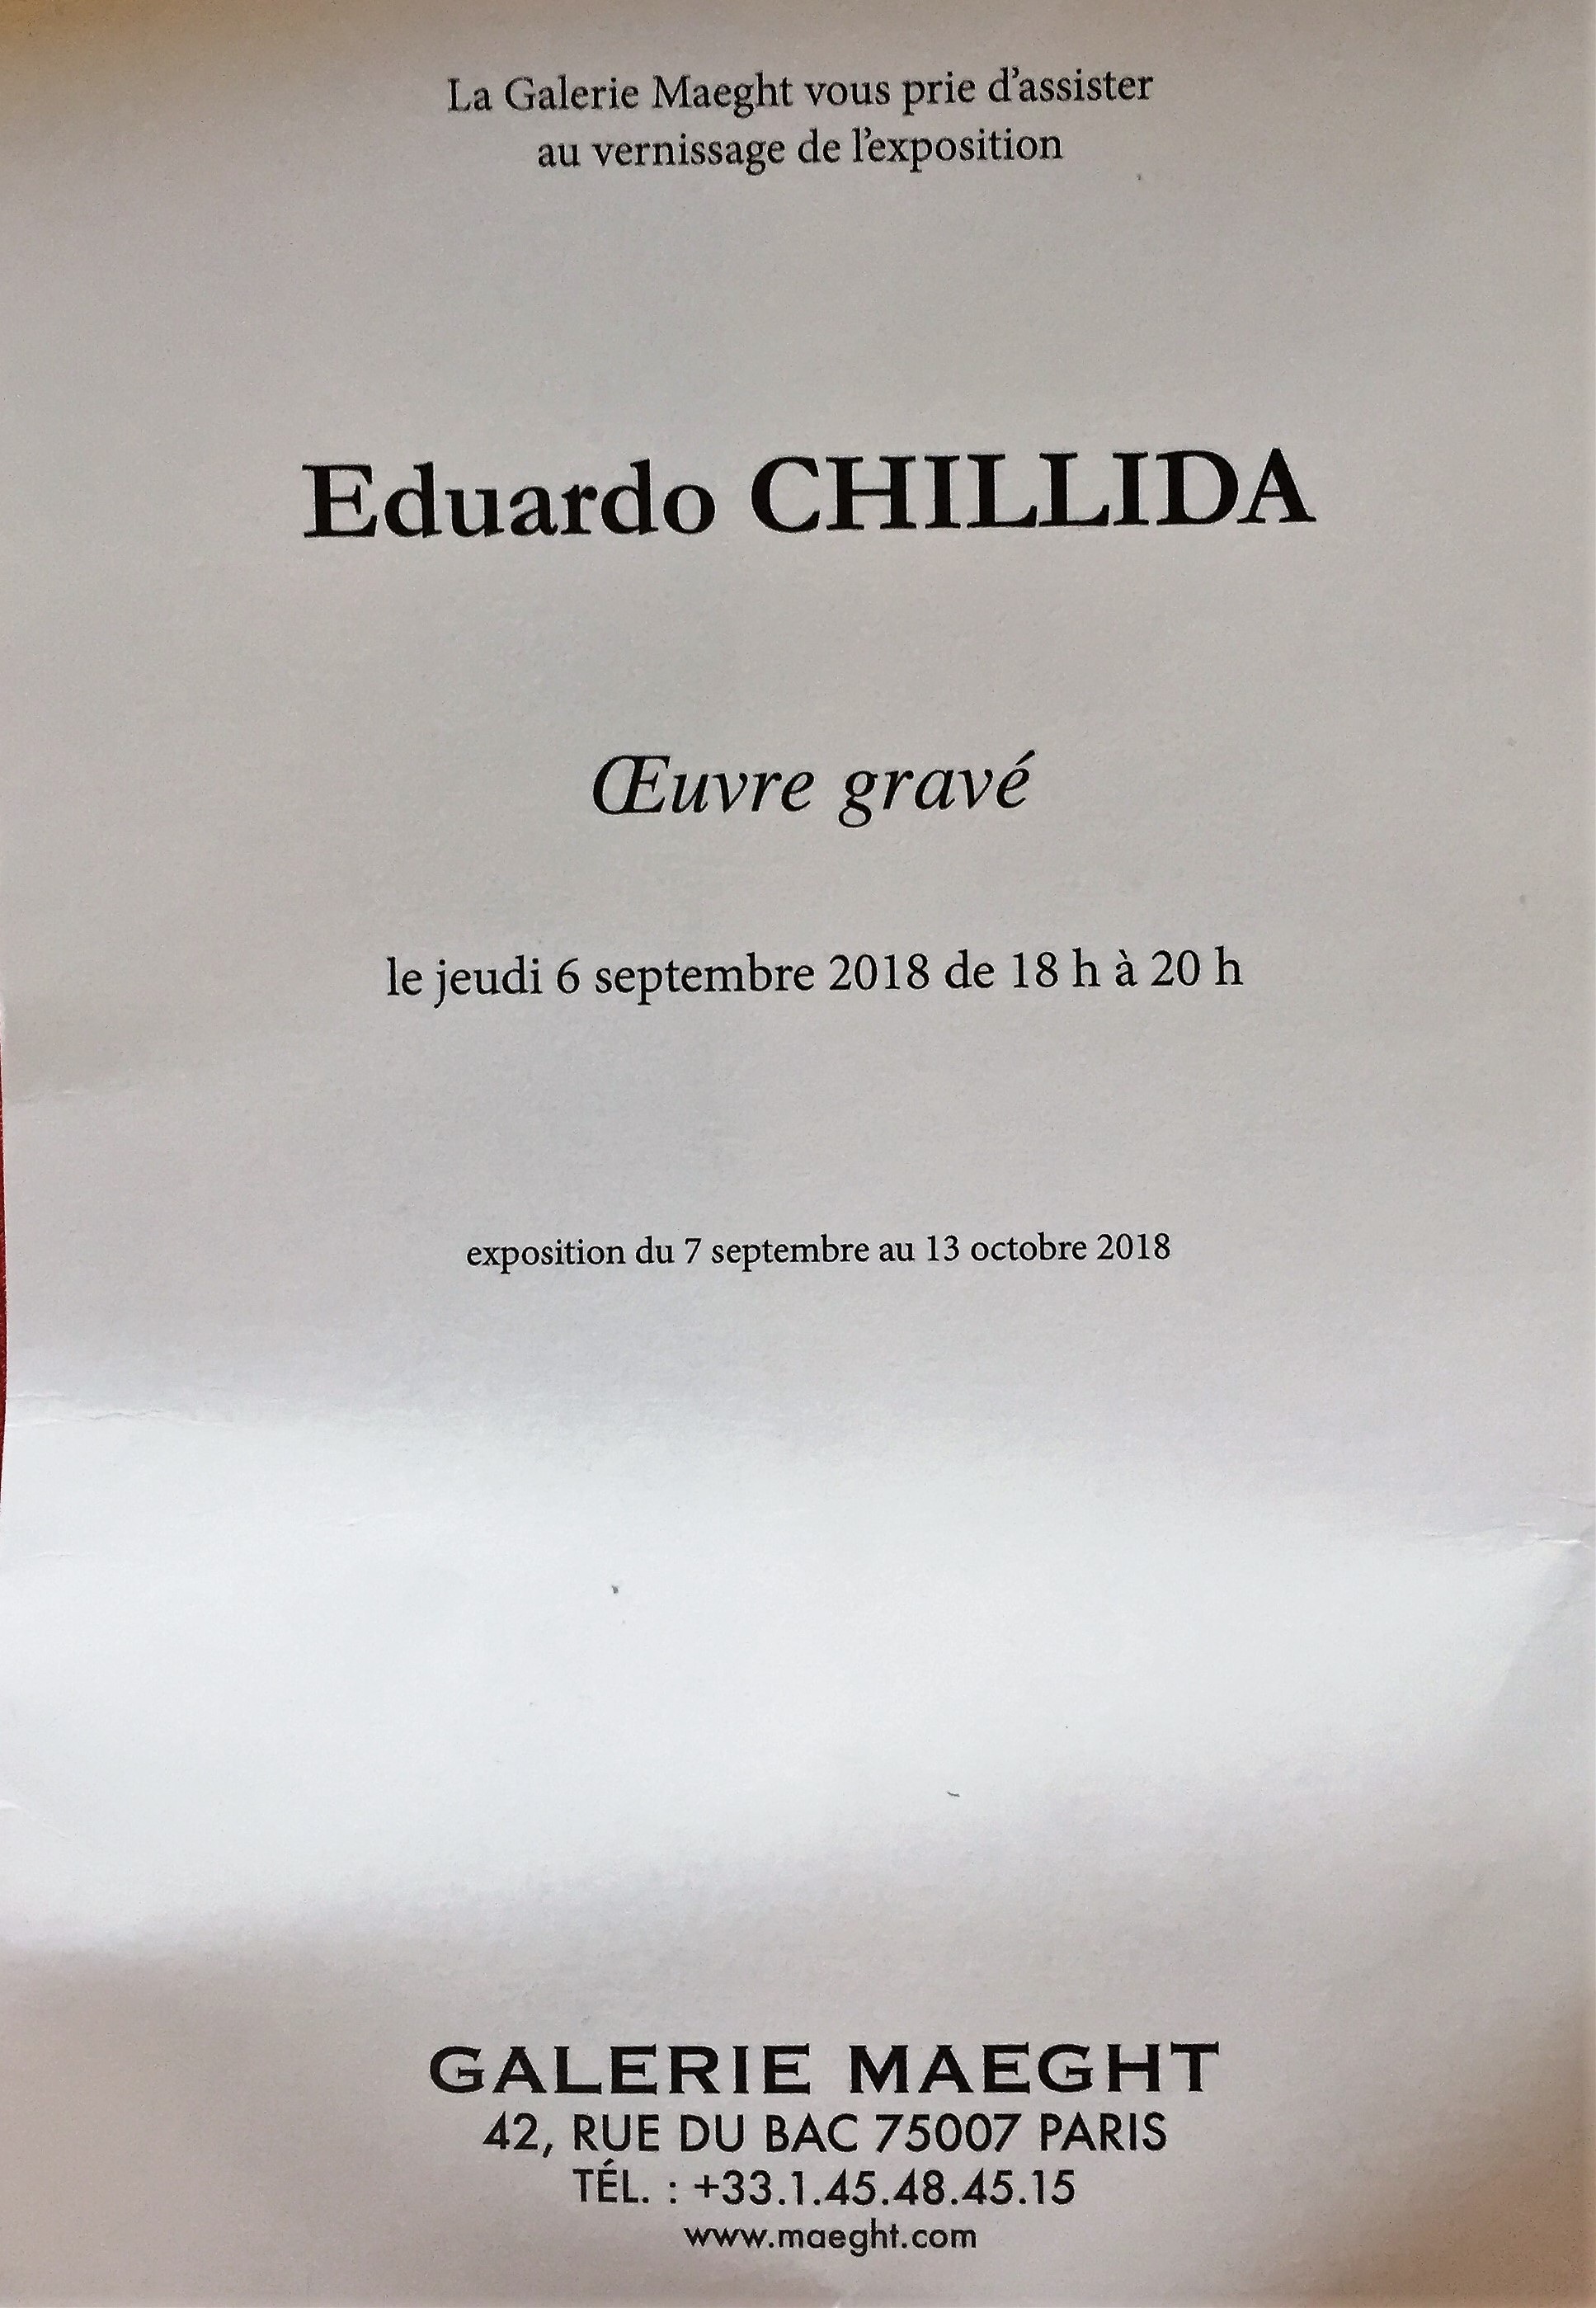 La Galerie Maeght vous prie d’assister
au vernissage de l’exposition
Eduardo CHILLIDA
Œuvre gravé
le jeudi 6 septembre 2018 de 18 h à 20 h
exposition du 7 septembre au 13 octobre 2018
GALERIE MAEGHT
42, RUE DU BAC 75007 PARIS
TÉL. : +33.1.45.48.45.15
www.maeght.com